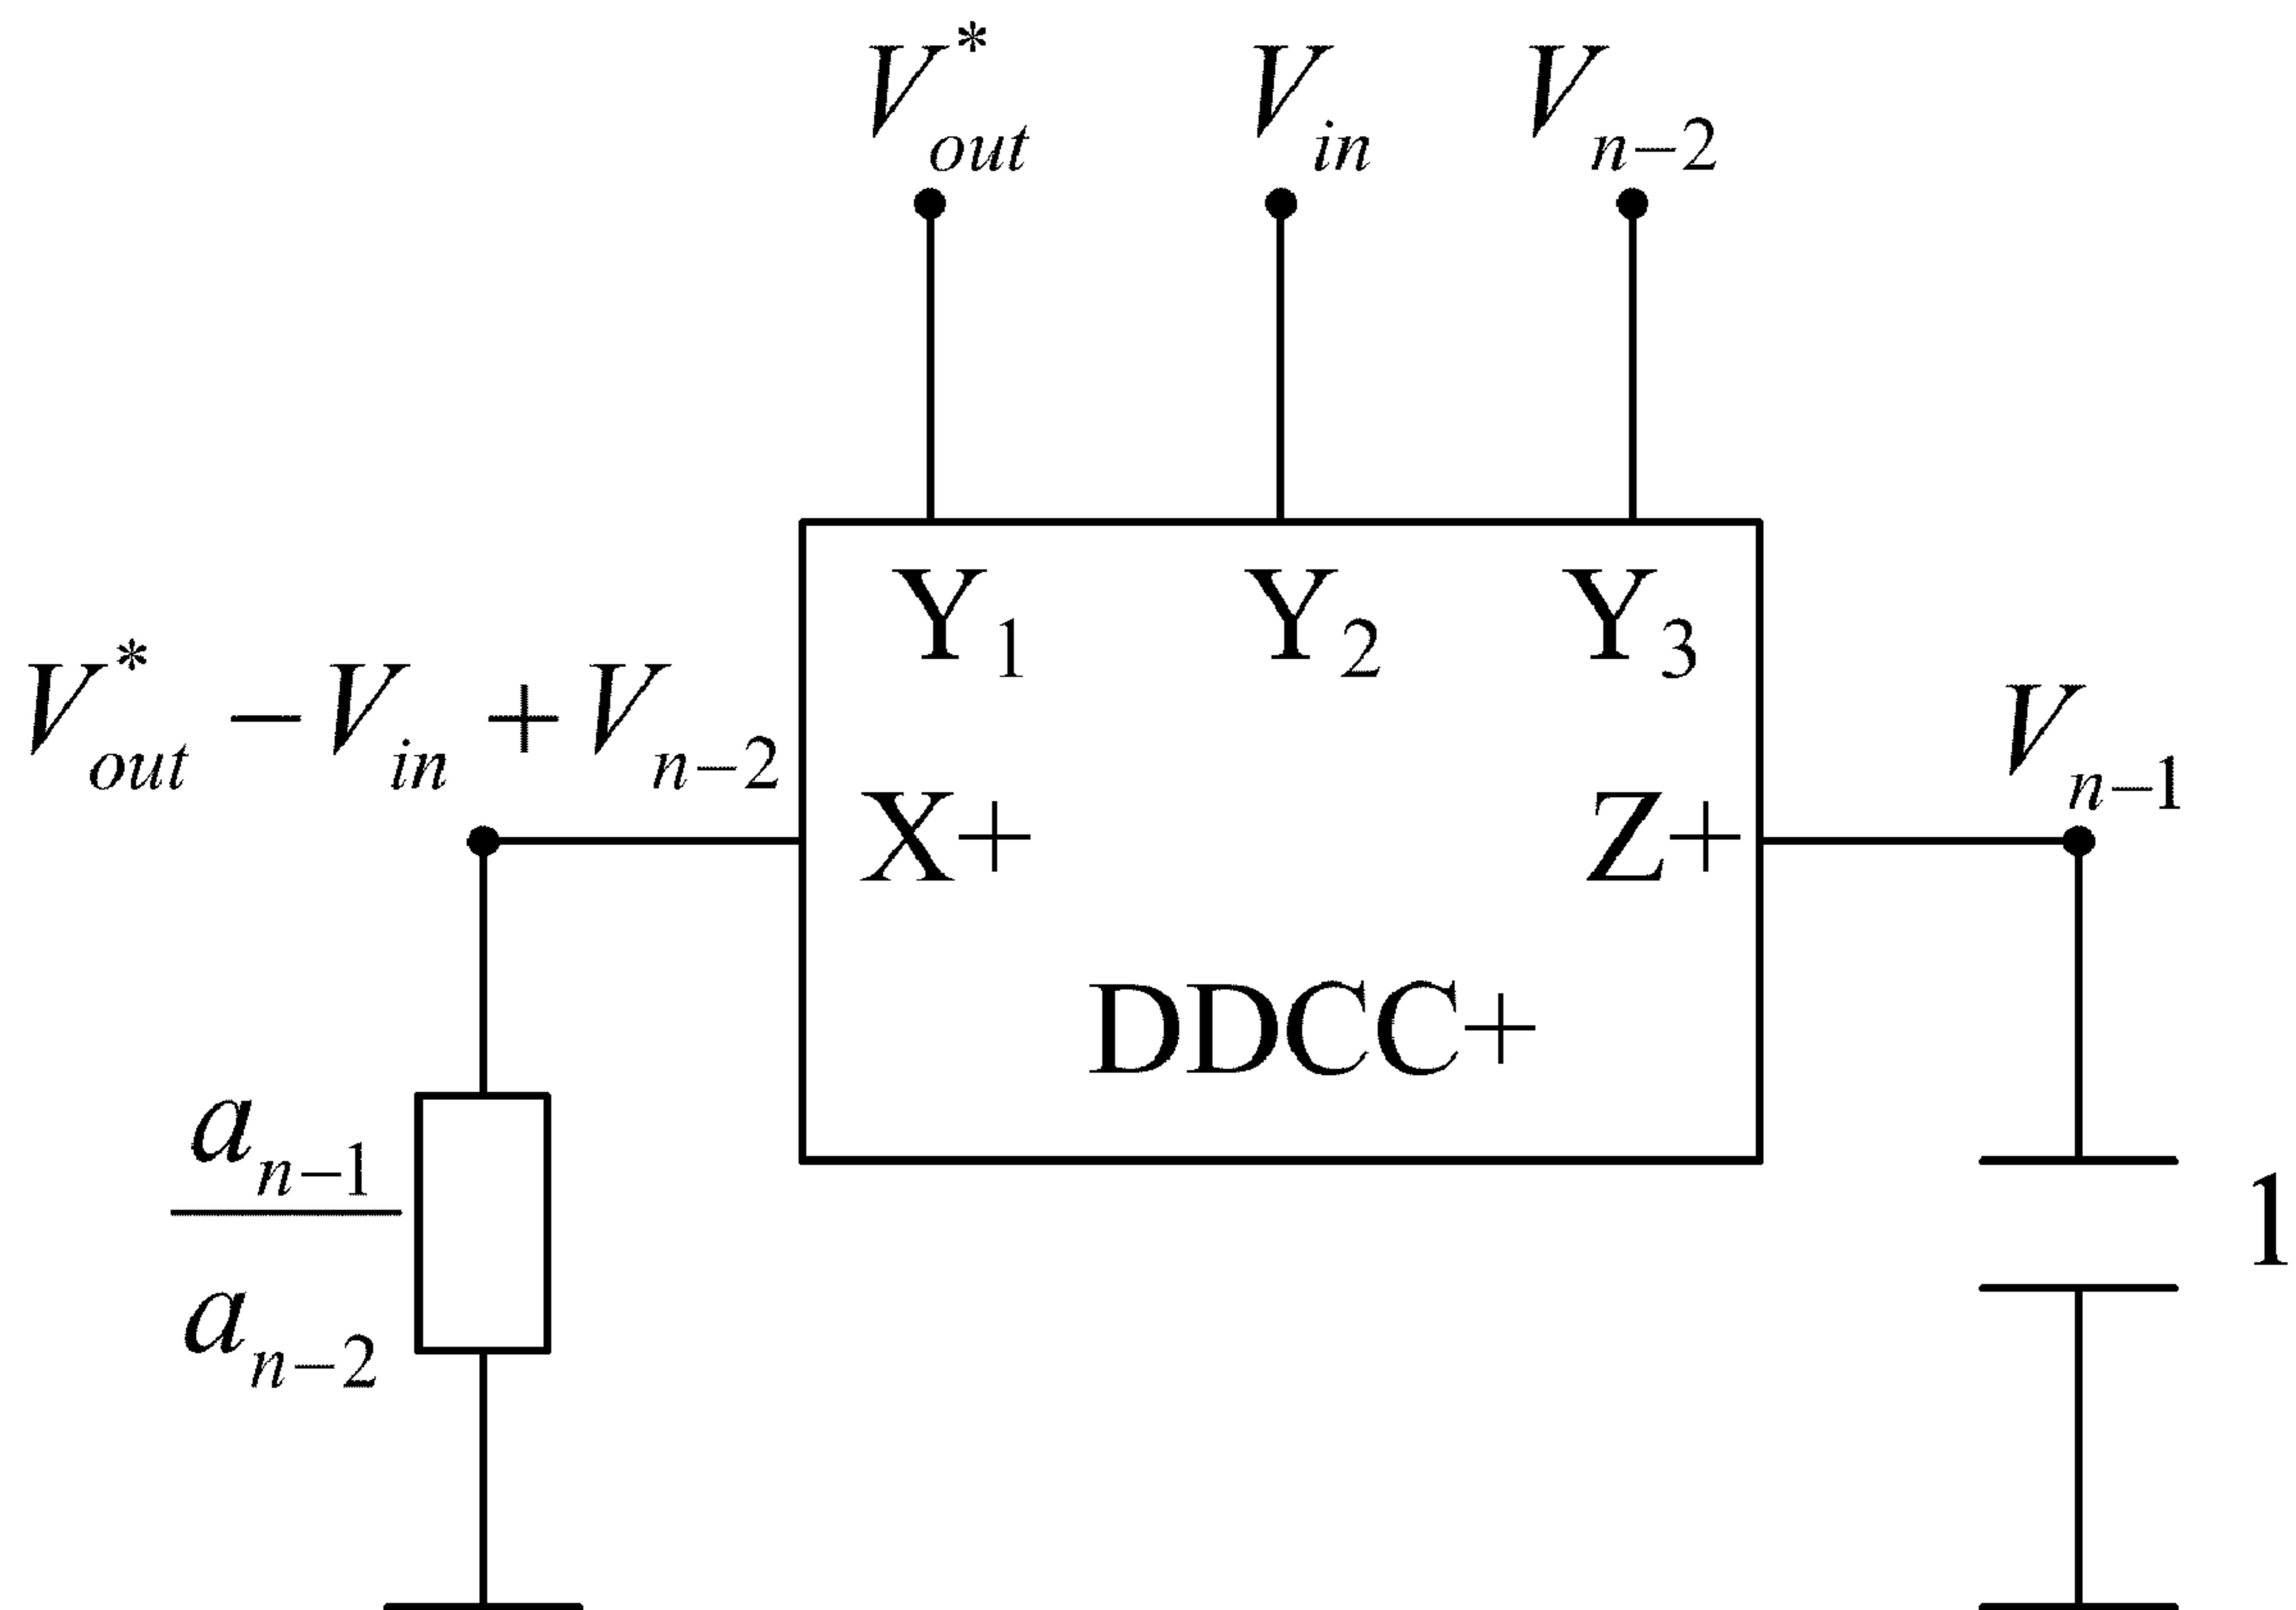 V*out Vin Vn−2
Y1 Y2 Y3
V*out − Vin + Vn−2
Vn−1
X+ Z+
DDCC+
an−1
an−2
1